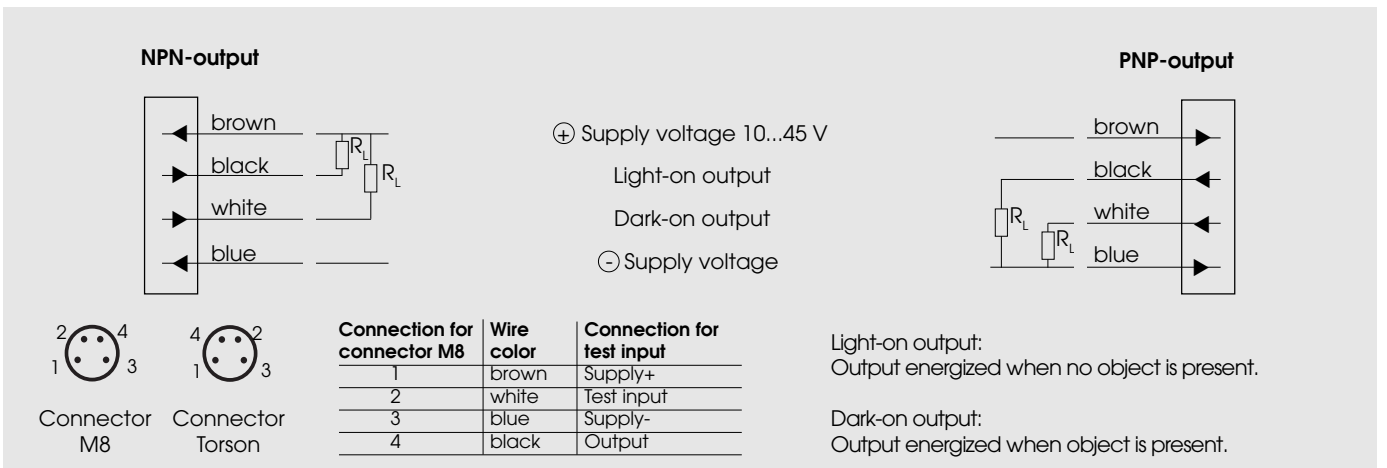 NPN-output
PNP-output
brown
black
white
blue
R_L
R_L
+ Supply voltage 10...45 V
Light-on output
Dark-on output
- Supply voltage
brown
black
white
blue
R_L
R_L
2 4
1 3
Connector
M8
4 2
1 3
Connector
Torson
Connection for connector M8 Wire color Connection for test input
1 brown Supply+
2 white Test input
3 blue Supply-
4 black Output
Light-on output:
Output energized when no object is present.
Dark-on output:
Output energized when object is present.